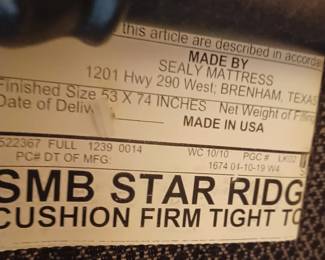 this article are described in accorda
MADE BY
SEALY MATTRESS
1201 Hwy 290 West; BRENHAM, TEXAS
Finished Size 53 X 74 INCHES Net Weight of Filling
Date of Deliv
MADE IN USA
522367 FULL 1239 0014 WC 10/10 PGC #
PC# DT OF MFG: 1674 04-10-19 W4
SMB STAR RIDG
CUSHION FIRM TIGHT TO